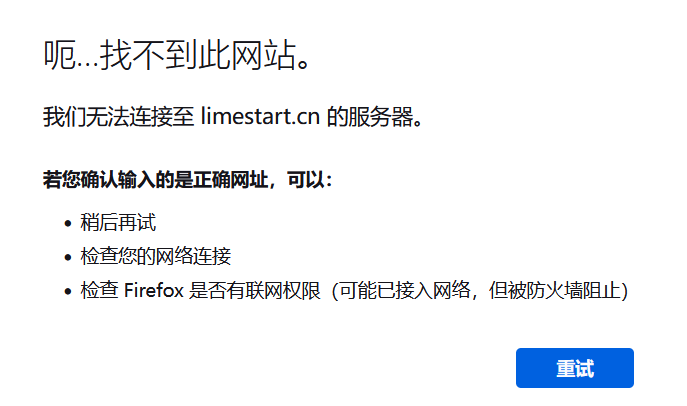 呃...找不到此网站。
我们无法连接至 limestart.cn 的服务器。
若您确认输入的是正确网址，可以：
• 稍后再试
• 检查您的网络连接
• 检查 Firefox 是否有联网权限（可能已接入网络，但被防火墙阻止）
重试